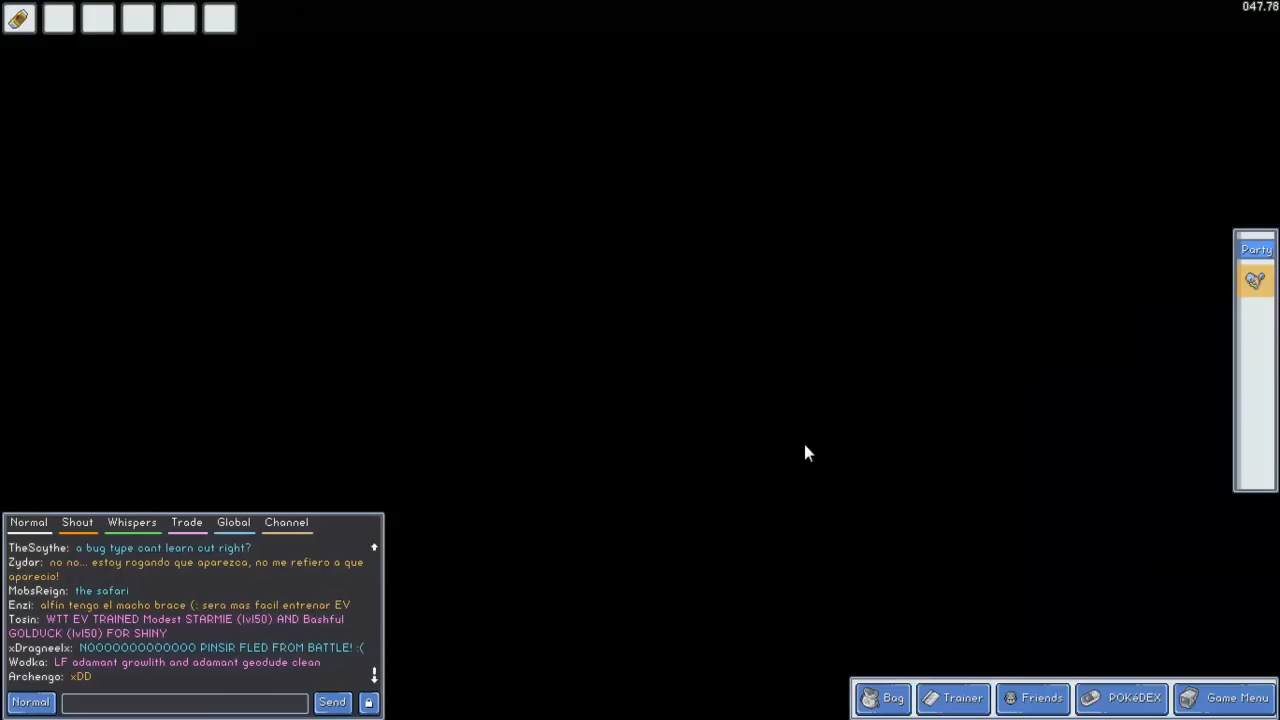 047.78
Party
Normal Shout Whispers Trade Global Channel
TheScythe: a bug type cant learn cut right?
Zydar: no no... estoy rogando que aparezca, no me refiero a que
aparecio!
MobsReign: the safari
Enzi: alfin tengo el macho brace (: sera mas facil entrenar EV
Tosin: WTT EV TRAINED Modest STARMIE (lvl50) AND Bashful
GOLDUCK (lvl50) FOR SHINY
xDragneelx: NOOOOOOOOOOOOO PINSIR FLED FROM BATTLE! :(
Wodka: LF adamant growlith and adamant geodude clean
Archengo: xDD
Normal Send
Bag Trainer Friends POKéDEX Game Menu